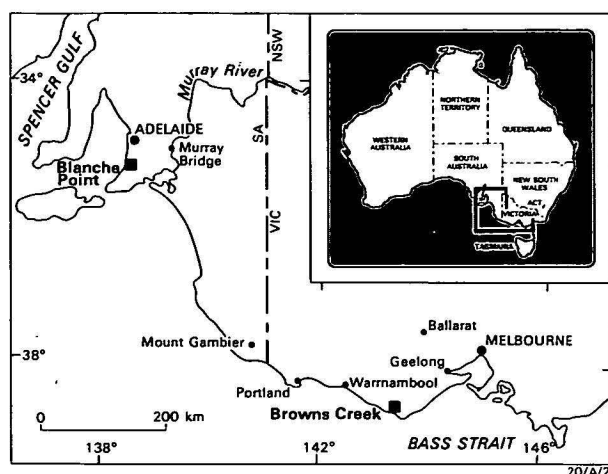 34°
SPENCER GULF
Murray River
NSW
SA
VIC
ADELAIDE
Murray
Bridge
Blanche
Point
WESTERN
AUSTRALIA
NORTHERN
TERRITORY
QUEENSLAND
SOUTH
AUSTRALIA
NEW SOUTH
WALES
ACT
VICTORIA
TASMANIA
38°
Mount Gambier
Ballarat
MELBOURNE
Geelong
Portland
Warrnambool
Browns Creek
0 200 km
BASS STRAIT
138° 142° 146°